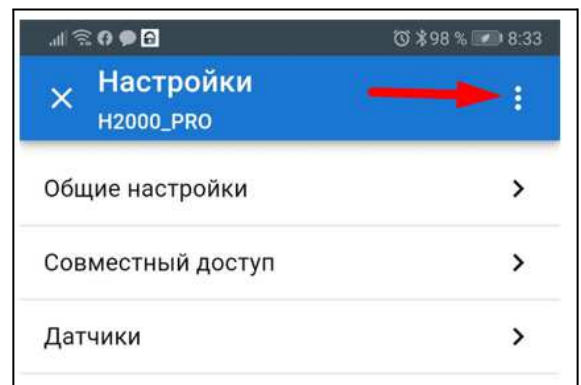 98 % 8:33
Настройки
H2000_PRO
Общие настройки
Совместный доступ
Датчики